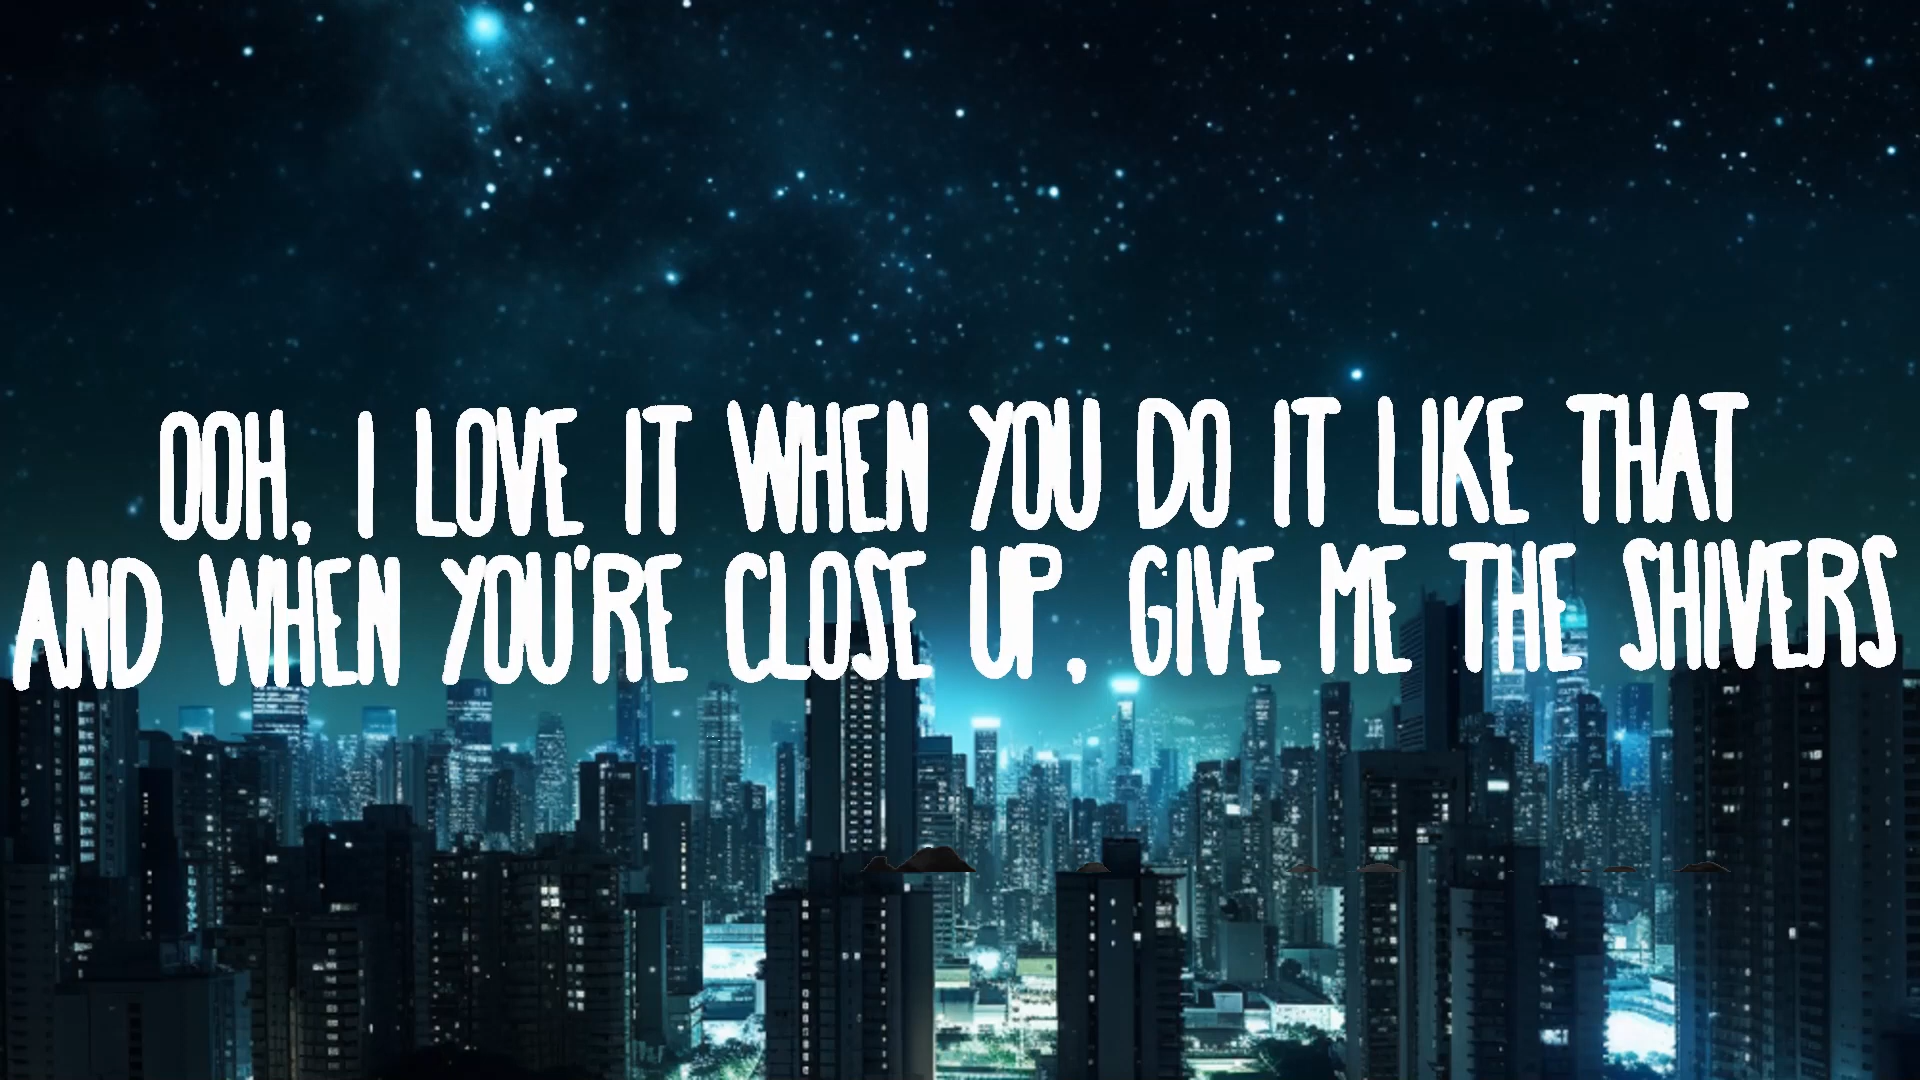 OOH, I LOVE IT WHEN YOU DO IT LIKE THAT
AND WHEN YOU'RE CLOSE UP, GIVE ME THE SHIVERS